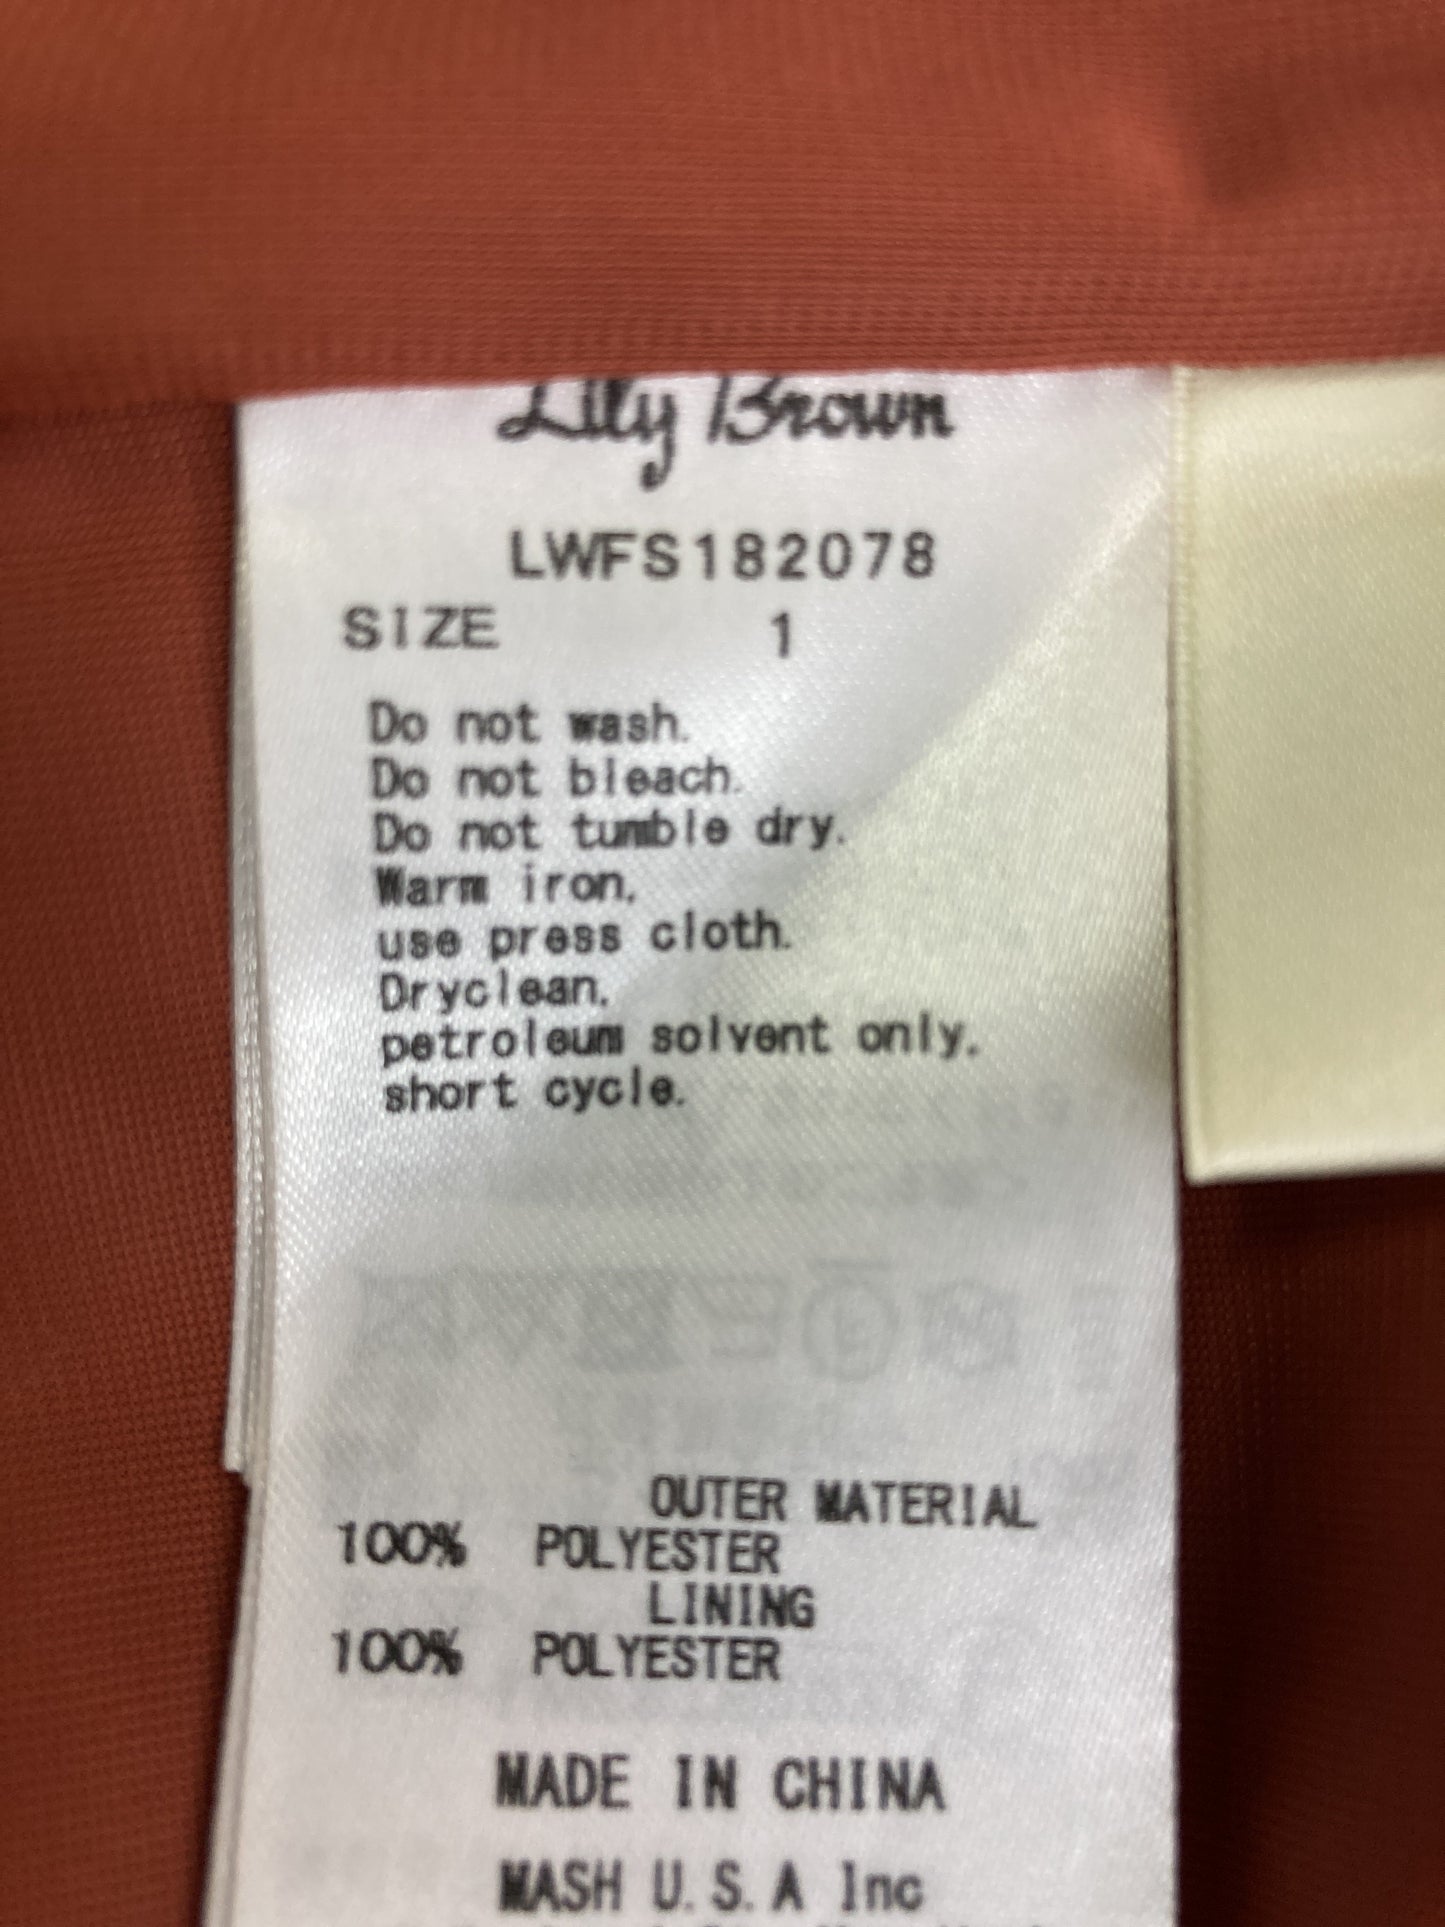 Lily Brown
LWFS182078
SIZE 1
Do not wash.
Do not bleach.
Do not tumble dry.
Warm iron.
use press cloth.
Dryclean.
petroleum solvent only.
short cycle.
OUTER MATERIAL
100% POLYESTER
LINING
100% POLYESTER
MADE IN CHINA
MASH U.S.A Inc